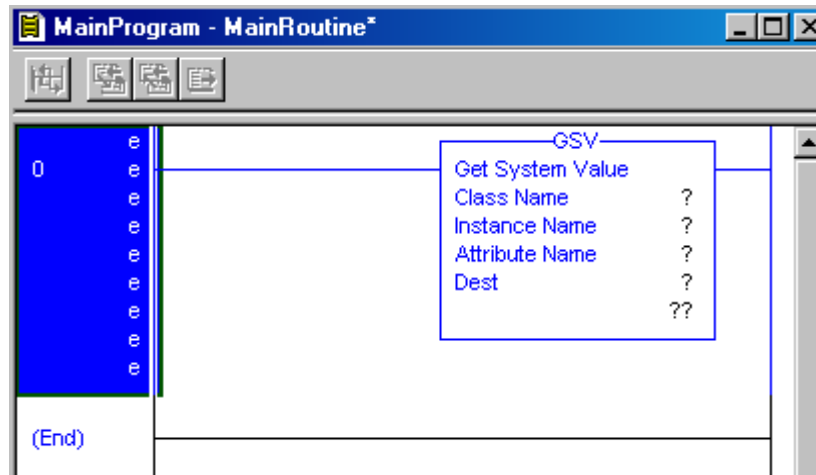 MainProgram - MainRoutine*
e
0 e
e
e
e
e
e
e
e
GSV
Get System Value
Class Name ?
Instance Name ?
Attribute Name ?
Dest ?
??
(End)